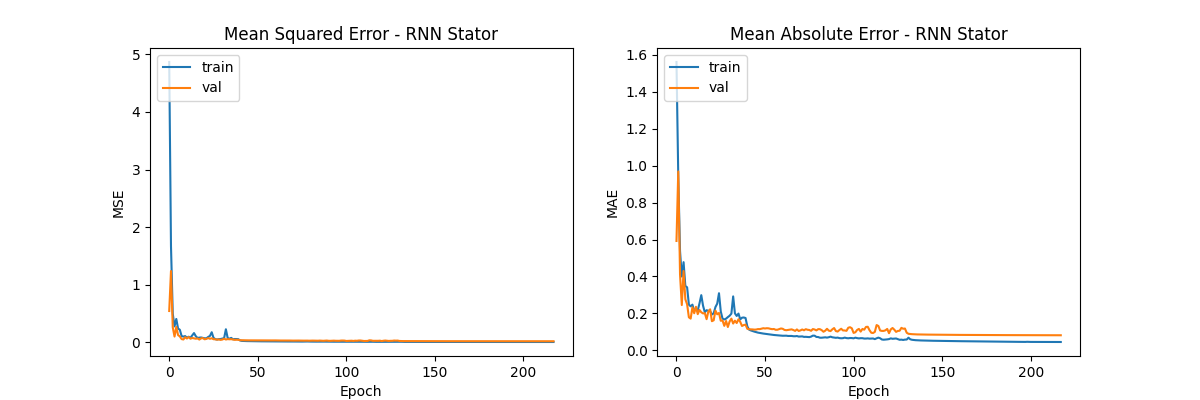 Mean Squared Error - RNN Stator
5
4
3
2
1
0
MSE
train
val
0
50
100
150
200
Epoch
Mean Absolute Error - RNN Stator
1.6
1.4
1.2
1.0
0.8
0.6
0.4
0.2
0.0
MAE
train
val
0
50
100
150
200
Epoch